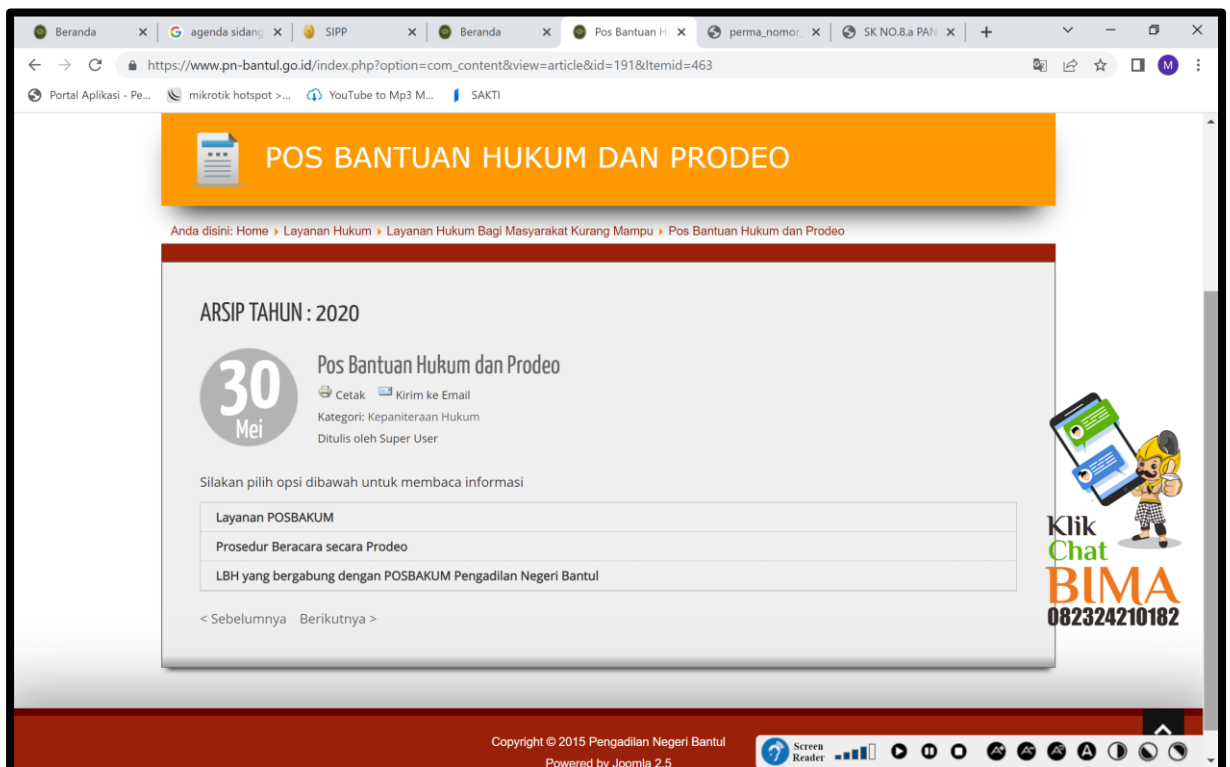 Beranda
agenda sidang
SIPP
Beranda
Pos Bantuan H
perma_nomor_
SK NO.8.a PAN
https://www.pn-bantul.go.id/index.php?option=com_content&view=article&id=191&Itemid=463
M
Portal Aplikasi - Pe...
mikrotik hotspot >...
YouTube to Mp3 M...
SAKTI
POS BANTUAN HUKUM DAN PRODEO
Anda disini: Home Layanan Hukum Layanan Hukum Bagi Masyarakat Kurang Mampu Pos Bantuan Hukum dan Prodeo
ARSIP TAHUN : 2020
30
Mei
Pos Bantuan Hukum dan Prodeo
Cetak Kirim ke Email
Kategori: Kepaniteraan Hukum
Ditulis oleh Super User
Silakan pilih opsi dibawah untuk membaca informasi
Layanan POSBAKUM
Prosedur Beracara secara Prodeo
LBH yang bergabung dengan POSBAKUM Pengadilan Negeri Bantul
< Sebelumnya Berikutnya >
Klik
Chat
BIMA
082324210182
Copyright © 2015 Pengadilan Negeri Bantul
Powered by Joomla 2.5
Screen
Reader